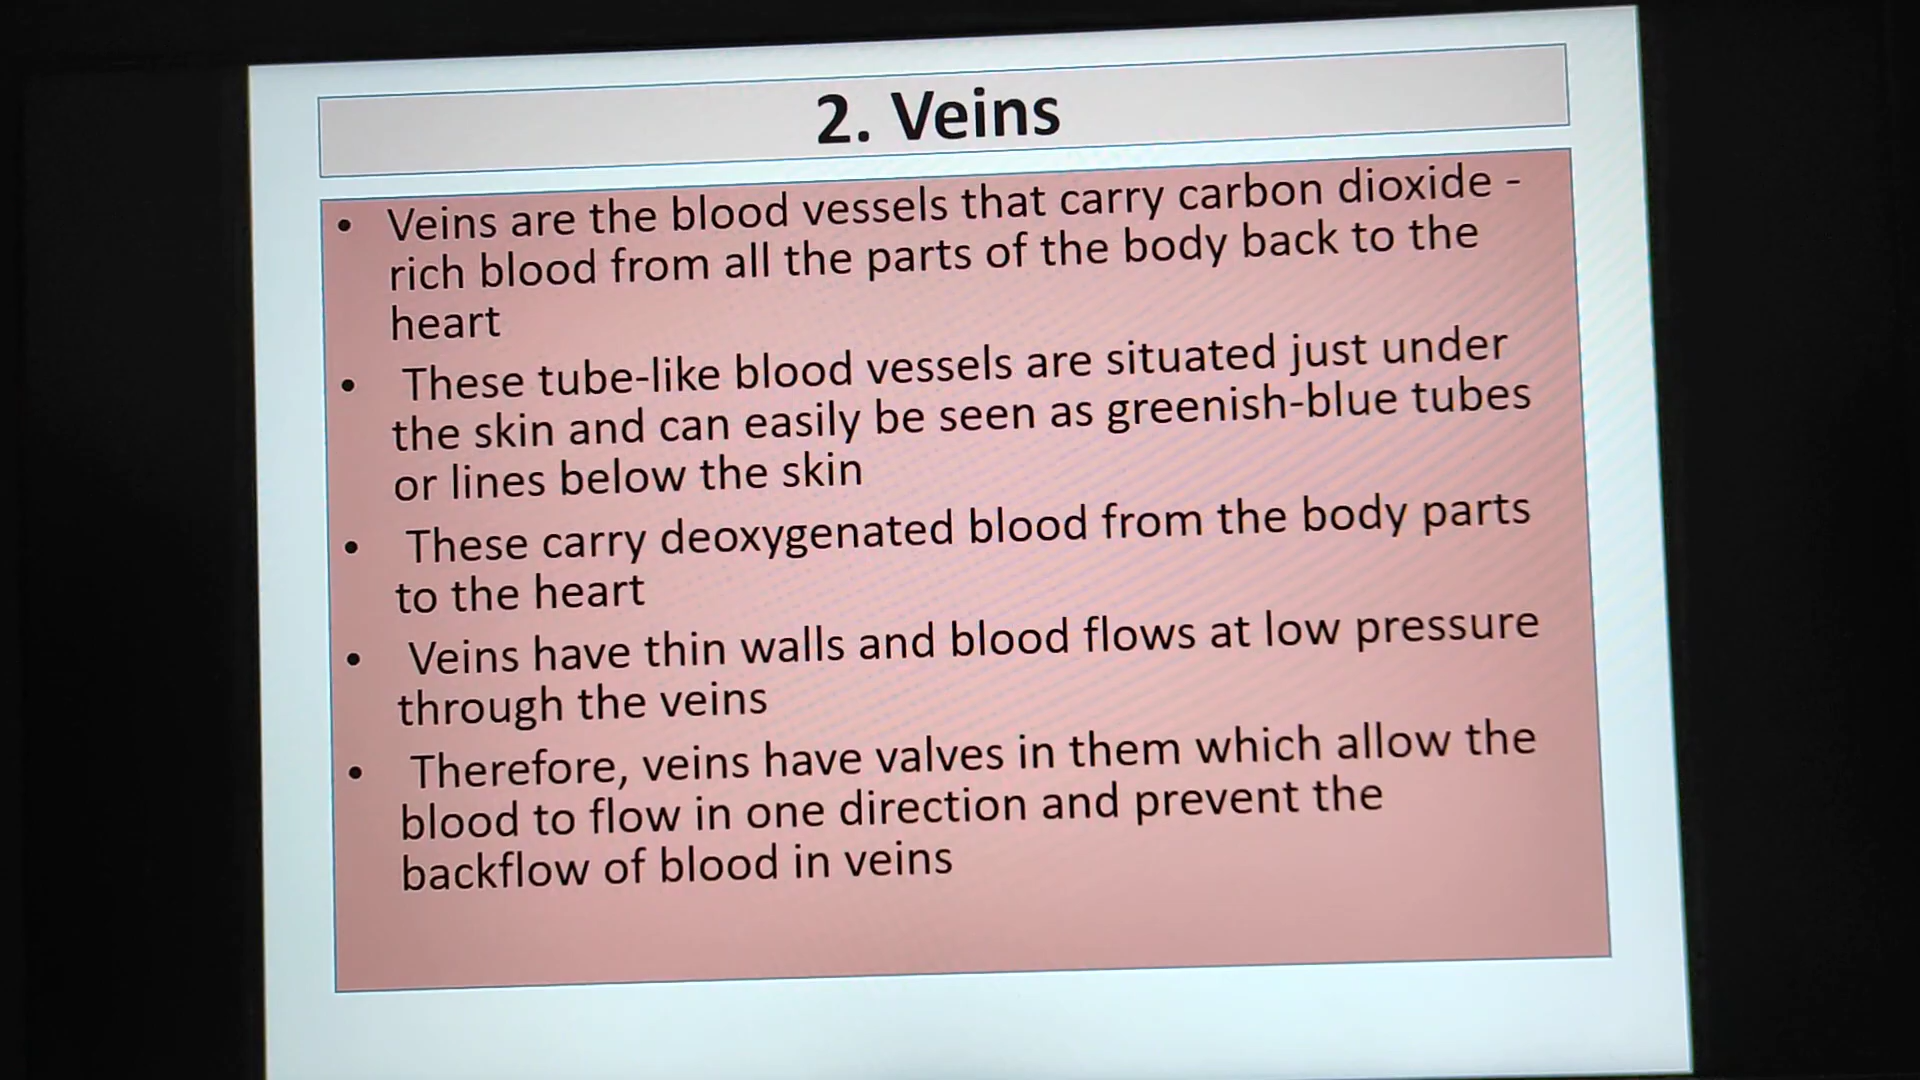 2. Veins
• Veins are the blood vessels that carry carbon dioxide -
rich blood from all the parts of the body back to the
heart
• These tube-like blood vessels are situated just under
the skin and can easily be seen as greenish-blue tubes
or lines below the skin
• These carry deoxygenated blood from the body parts
to the heart
• Veins have thin walls and blood flows at low pressure
through the veins
• Therefore, veins have valves in them which allow the
blood to flow in one direction and prevent the
backflow of blood in veins